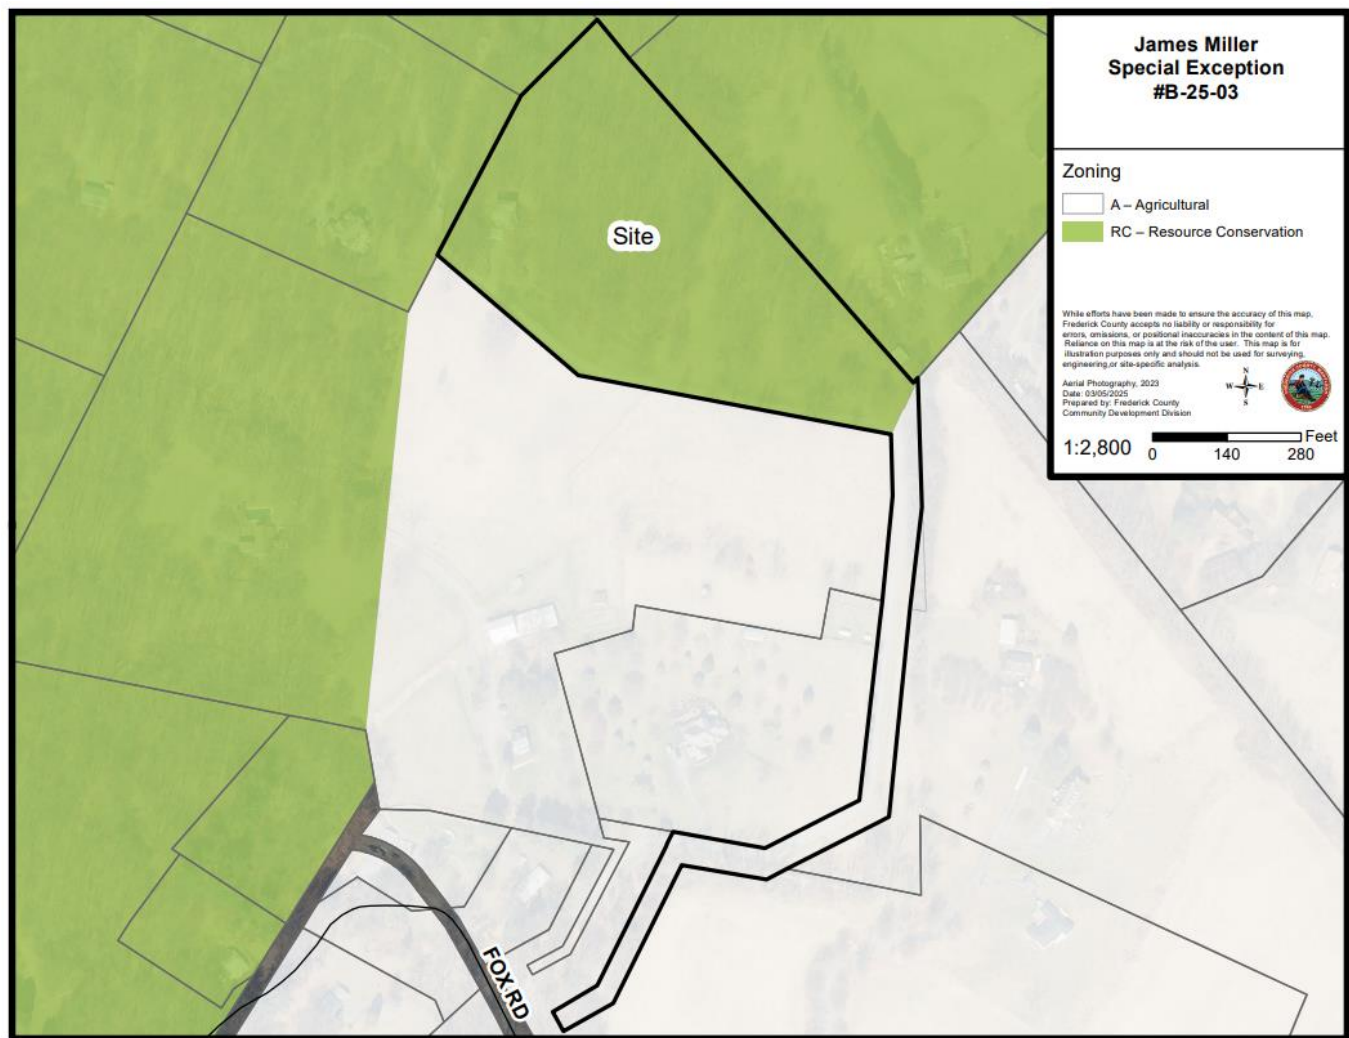 James Miller
Special Exception
#B-25-03
Zoning
A – Agricultural
RC – Resource Conservation
While efforts have been made to ensure the accuracy of this map,
Frederick County accepts no liability or responsibility for
errors, omissions, or positional inaccuracies in the content of this map.
Reliance on this map is at the risk of the user. This map is for
illustration purposes only and should not be used for surveying,
engineering,or site-specific analysis.
Aerial Photography, 2023
Date: 03/05/2025
Prepared by: Frederick County
Community Development Division
N
W E
S
1:2,800
Feet
0 140 280
Site
FOX RD